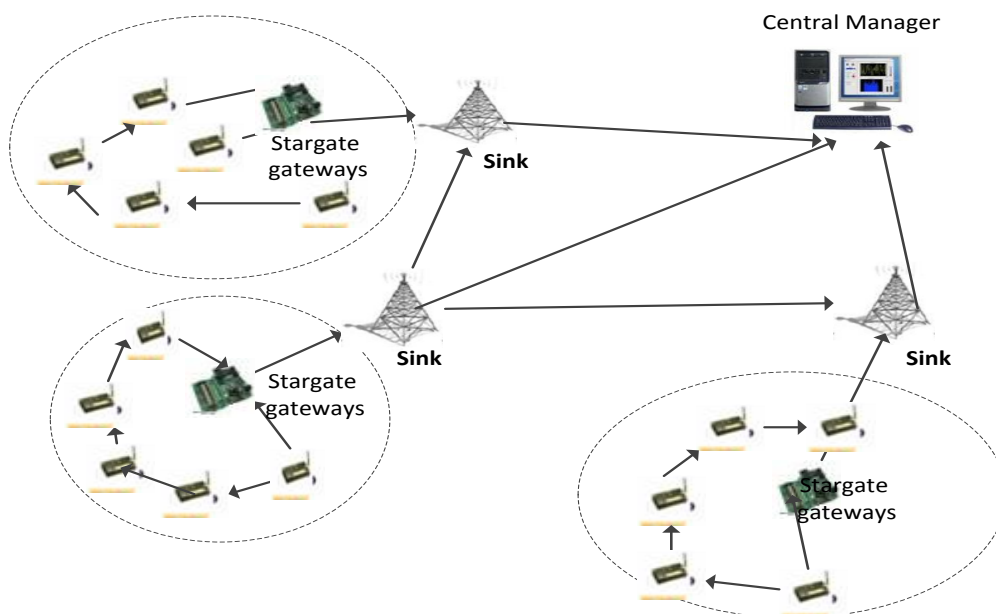 Central Manager
Stargate
gateways
Sink
Sink
Sink
Stargate
gateways
Stargate
gateways